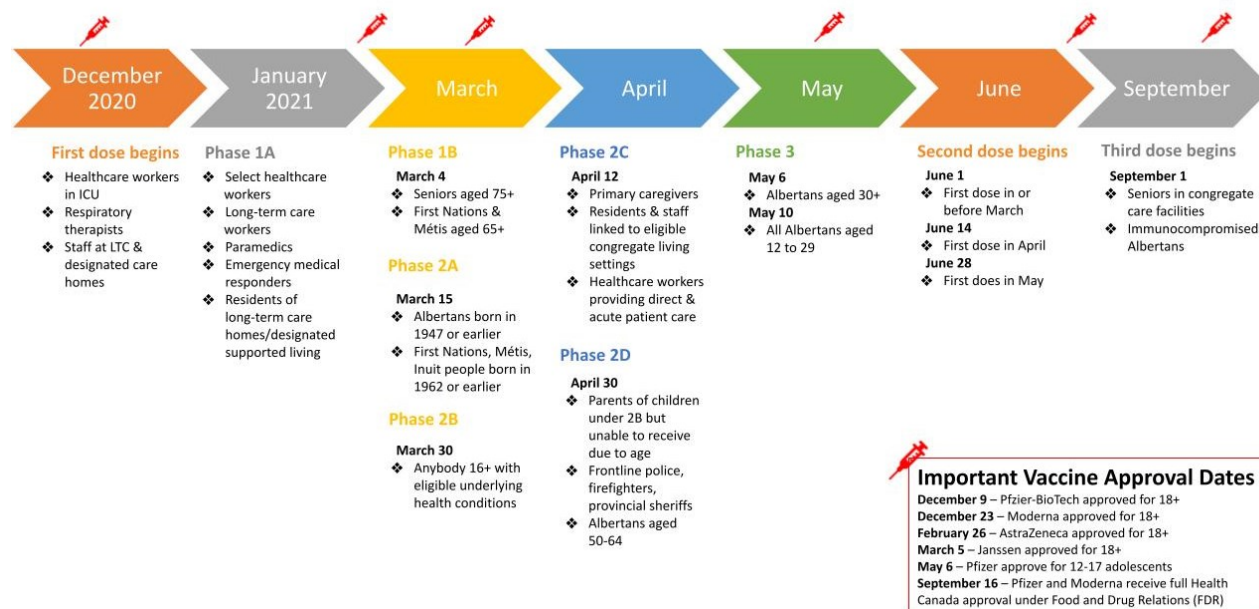 December
2020
January
2021
March
April
May
June
September
First dose begins
❖ Healthcare workers
in ICU
❖ Respiratory
therapists
❖ Staff at LTC &
designated care
homes
Phase 1A
❖ Select healthcare
workers
❖ Long-term care
workers
❖ Paramedics
❖ Emergency medical
responders
❖ Residents of
long-term care
homes/designated
supported living
Phase 1B
March 4
❖ Seniors aged 75+
❖ First Nations &
Métis aged 65+
Phase 2A
March 15
❖ Albertans born in
1947 or earlier
❖ First Nations, Métis,
Inuit people born in
1962 or earlier
Phase 2B
March 30
❖ Anybody 16+ with
eligible underlying
health conditions
Phase 2C
April 12
❖ Primary caregivers
❖ Residents & staff
linked to eligible
congregate living
settings
❖ Healthcare workers
providing direct &
acute patient care
Phase 2D
April 30
❖ Parents of children
under 2B but
unable to receive
due to age
❖ Frontline police,
firefighters,
provincial sheriffs
❖ Albertans aged
50-64
Phase 3
May 6
❖ Albertans aged 30+
May 10
❖ All Albertans aged
12 to 29
Second dose begins
June 1
❖ First dose in or
before March
June 14
❖ First dose in April
June 28
❖ First does in May
Third dose begins
September 1
❖ Seniors in congregate
care facilities
❖ Immunocompromised
Albertans
Important Vaccine Approval Dates
December 9 – Pfzier-BioTech approved for 18+
December 23 – Moderna approved for 18+
February 26 – AstraZeneca approved for 18+
March 5 – Janssen approved for 18+
May 6 – Pfizer approve for 12-17 adolescents
September 16 – Pfizer and Moderna receive full Health
Canada approval under Food and Drug Relations (FDR)